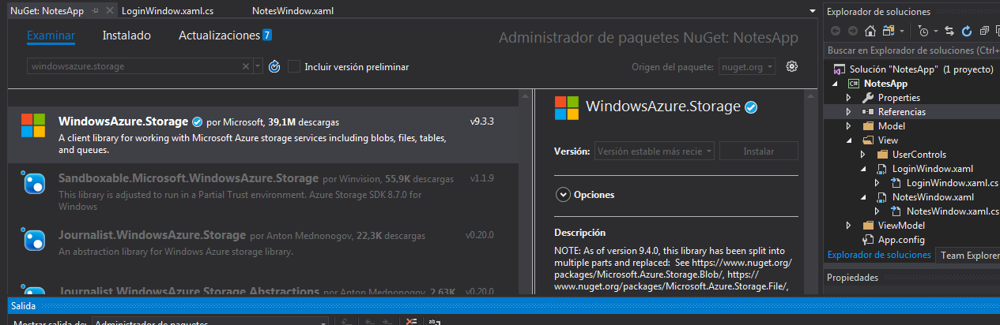 NuGet: NotesApp
LoginWindow.xaml.cs
NotesWindow.xaml
Examinar
Instalado
Actualizaciones 7
Administrador de paquetes NuGet: NotesApp
windowsazure.storage
Incluir versión preliminar
Origen del paquete:
nuget.org
WindowsAzure.Storage por Microsoft, 39,1M descargas
v9.3.3
A client library for working with Microsoft Azure storage services including blobs, files, tables,
and queues.
Sandboxable.Microsoft.WindowsAzure.Storage por Winvision, 55,9K descargas
v1.1.9
This library is adjusted to run in a Partial Trust environment. Azure Storage SDK 8.7.0 for
Windows
Journalist.WindowsAzure.Storage por Anton Mednonogov, 22,3K descargas
v0.20.0
An abstraction library for Windows Azure storage library.
Journalist.WindowsAzure.Storage.Abstractions por Anton Mednonogov, 2,63K
v0.20.0
WindowsAzure.Storage
Versión:
Versión estable más recie
Instalar
Opciones
Descripción
NOTE: As of version 9.4.0, this library has been split into
multiple parts and replaced: See https://www.nuget.org/
packages/Microsoft.Azure.Storage.Blob/, https://
www.nuget.org/packages/Microsoft.Azure.Storage.File/,
Explorador de soluciones
Buscar en Explorador de soluciones (Ctrl+
Solución "NotesApp" (1 proyecto)
C# NotesApp
Properties
Referencias
Model
View
UserControls
LoginWindow.xaml
LoginWindow.xaml.cs
NotesWindow.xaml
NotesWindow.xaml.cs
ViewModel
App.config
Explorador de soluciones
Team Explorer
Propiedades
Salida
Mostrar salida de:
Administrador de paquetes